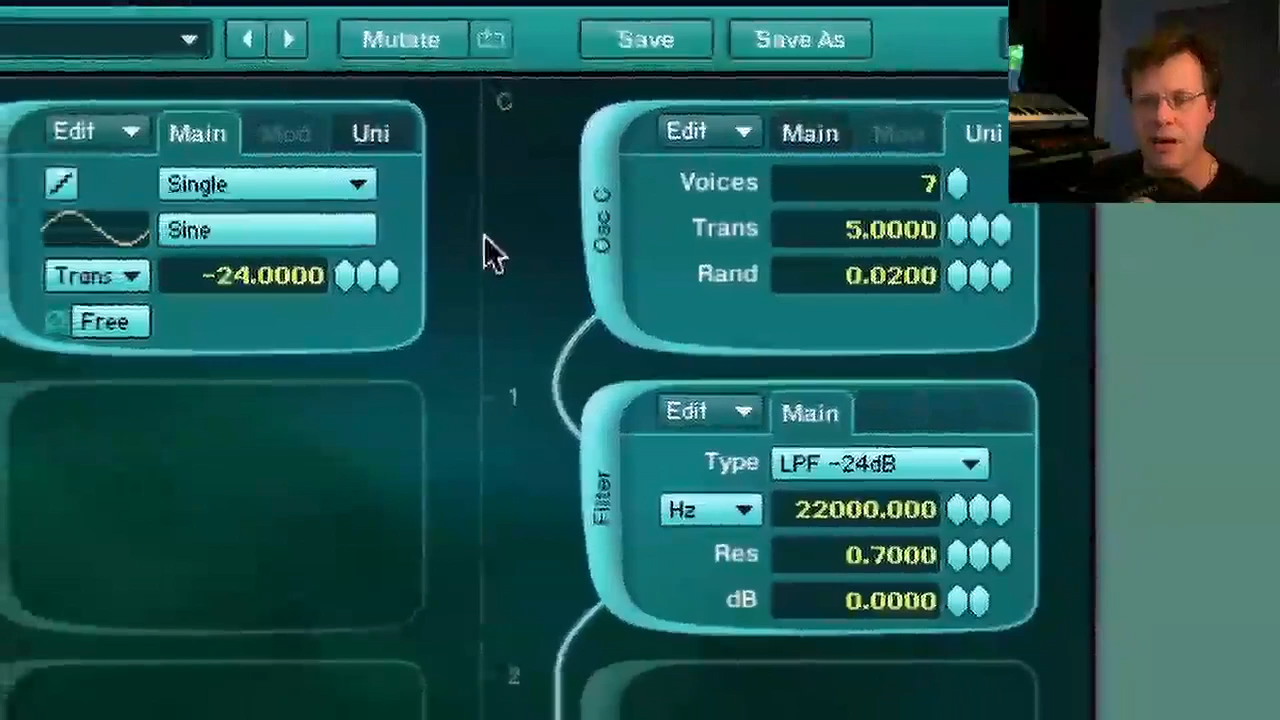 Mutate
Save
Save As
C
Edit
Main
Mod
Uni
Single
Sine
Trans
-24.0000
Free
Osc C
Edit
Main
Mod
Uni
Voices
7
Trans
5.0000
Rand
0.0200
1
Filter
Edit
Main
Type
LPF -24dB
Hz
22000.000
Res
0.7000
dB
0.0000
2